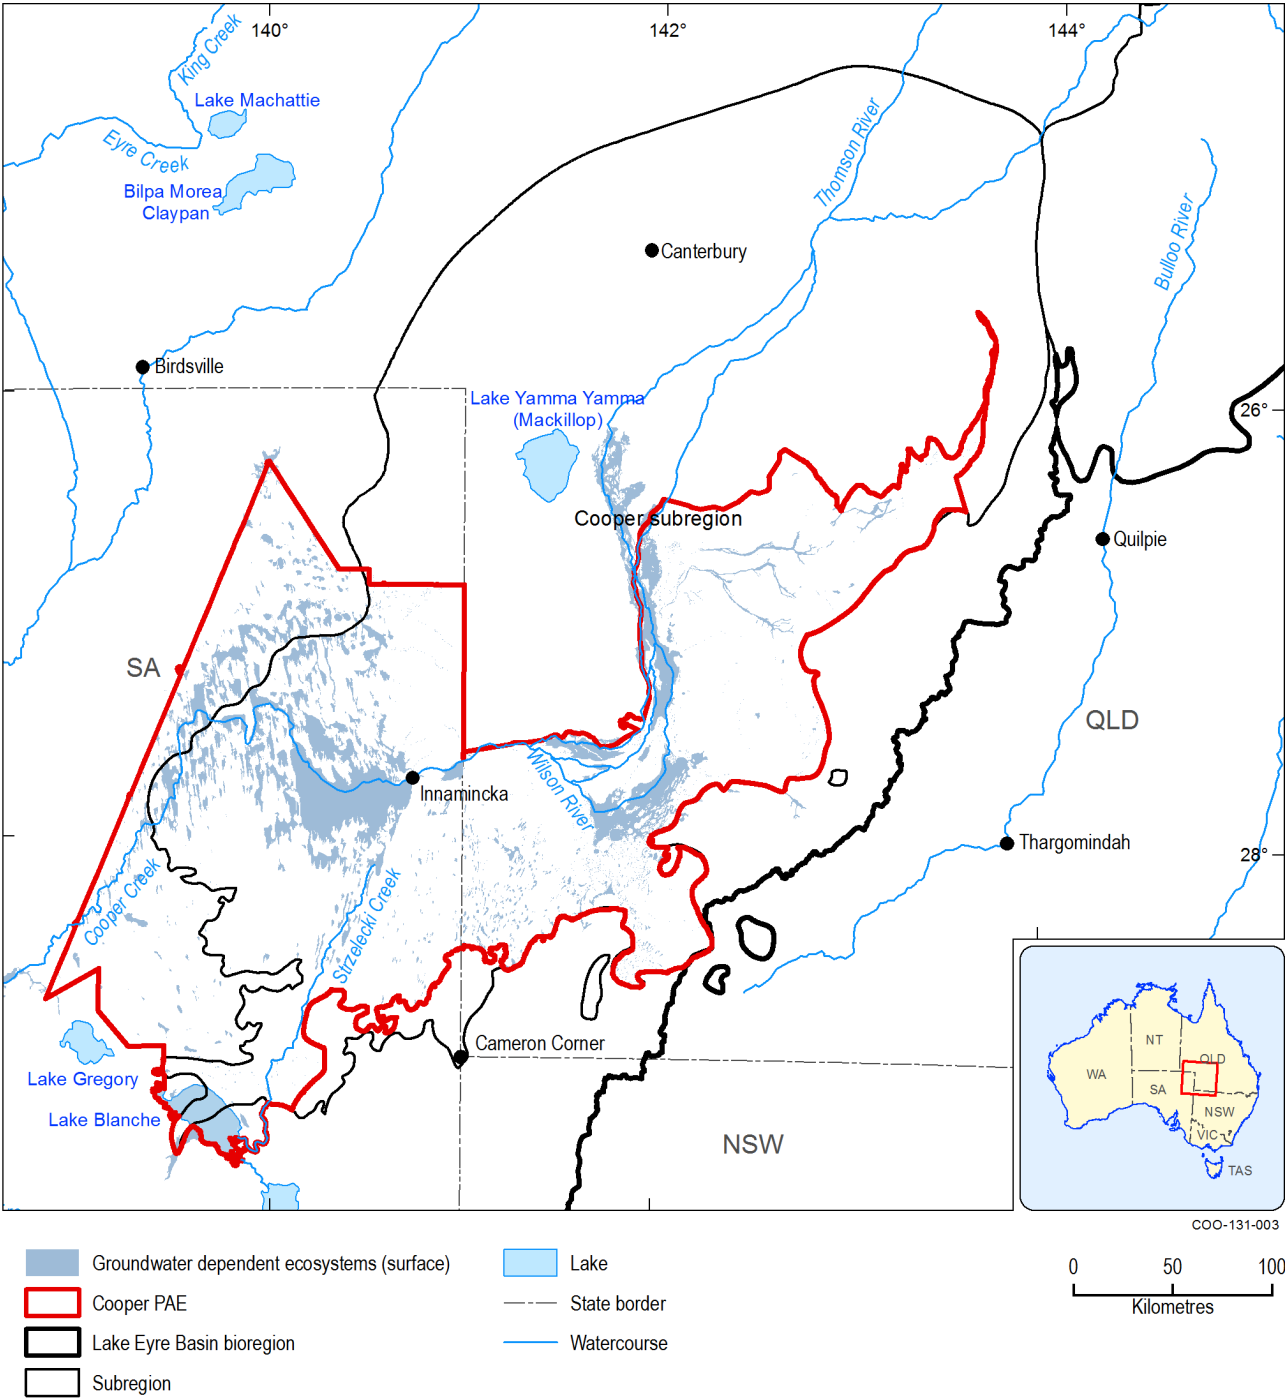 140°
142°
144°
King Creek
Lake Machattie
Eyre Creek
Bilpa Morea
Claypan
Thomson River
Canterbury
Bulloo River
Birdsville
Lake Yamma Yamma
(Mackillop)
26°
Cooper subregion
Quilpie
SA
QLD
Innamincka
Wilson River
Thargomindah
28°
Cooper Creek
Strzelecki Creek
Cameron Corner
Lake Gregory
Lake Blanche
NSW
NT
QLD
WA
SA
NSW
VIC
TAS
COO-131-003
Groundwater dependent ecosystems (surface)
Cooper PAE
Lake Eyre Basin bioregion
Subregion
Lake
State border
Watercourse
0 50 100
Kilometres